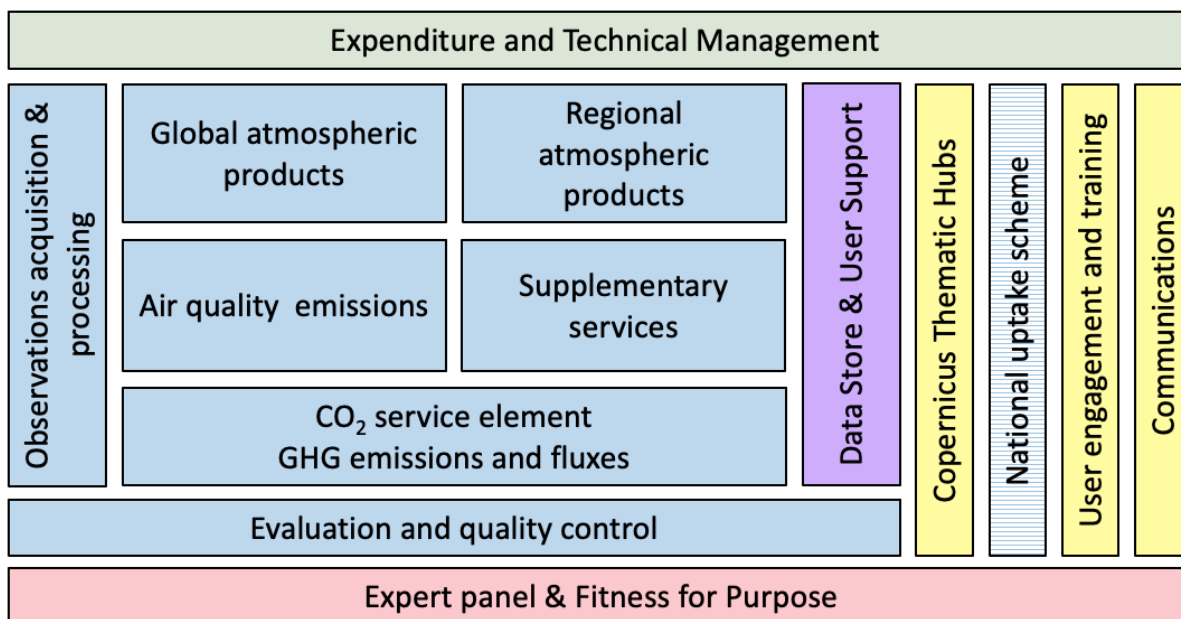 Expenditure and Technical Management
Observations acquisition &
processing
Global atmospheric
products
Regional
atmospheric
products
Air quality  emissions
Supplementary
services
CO₂ service element
GHG emissions and fluxes
Data Store & User Support
Copernicus Thematic Hubs
National uptake scheme
User engagement and training
Communications
Evaluation and quality control
Expert panel & Fitness for Purpose